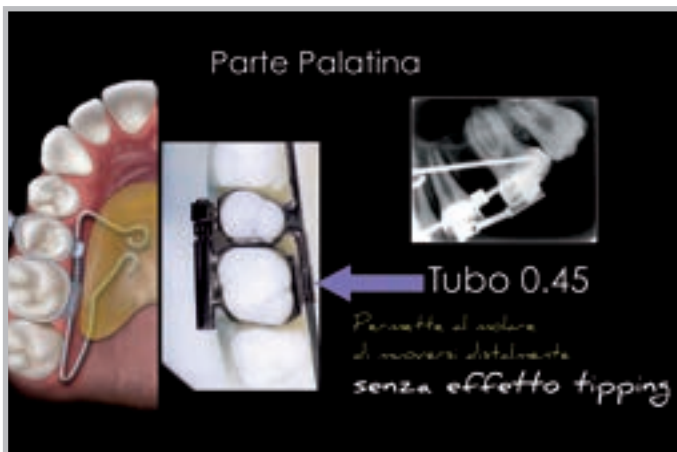 Parte Palatina
Tubo 0.45
Permette al molare
di muoversi distalmente
senza effetto tipping